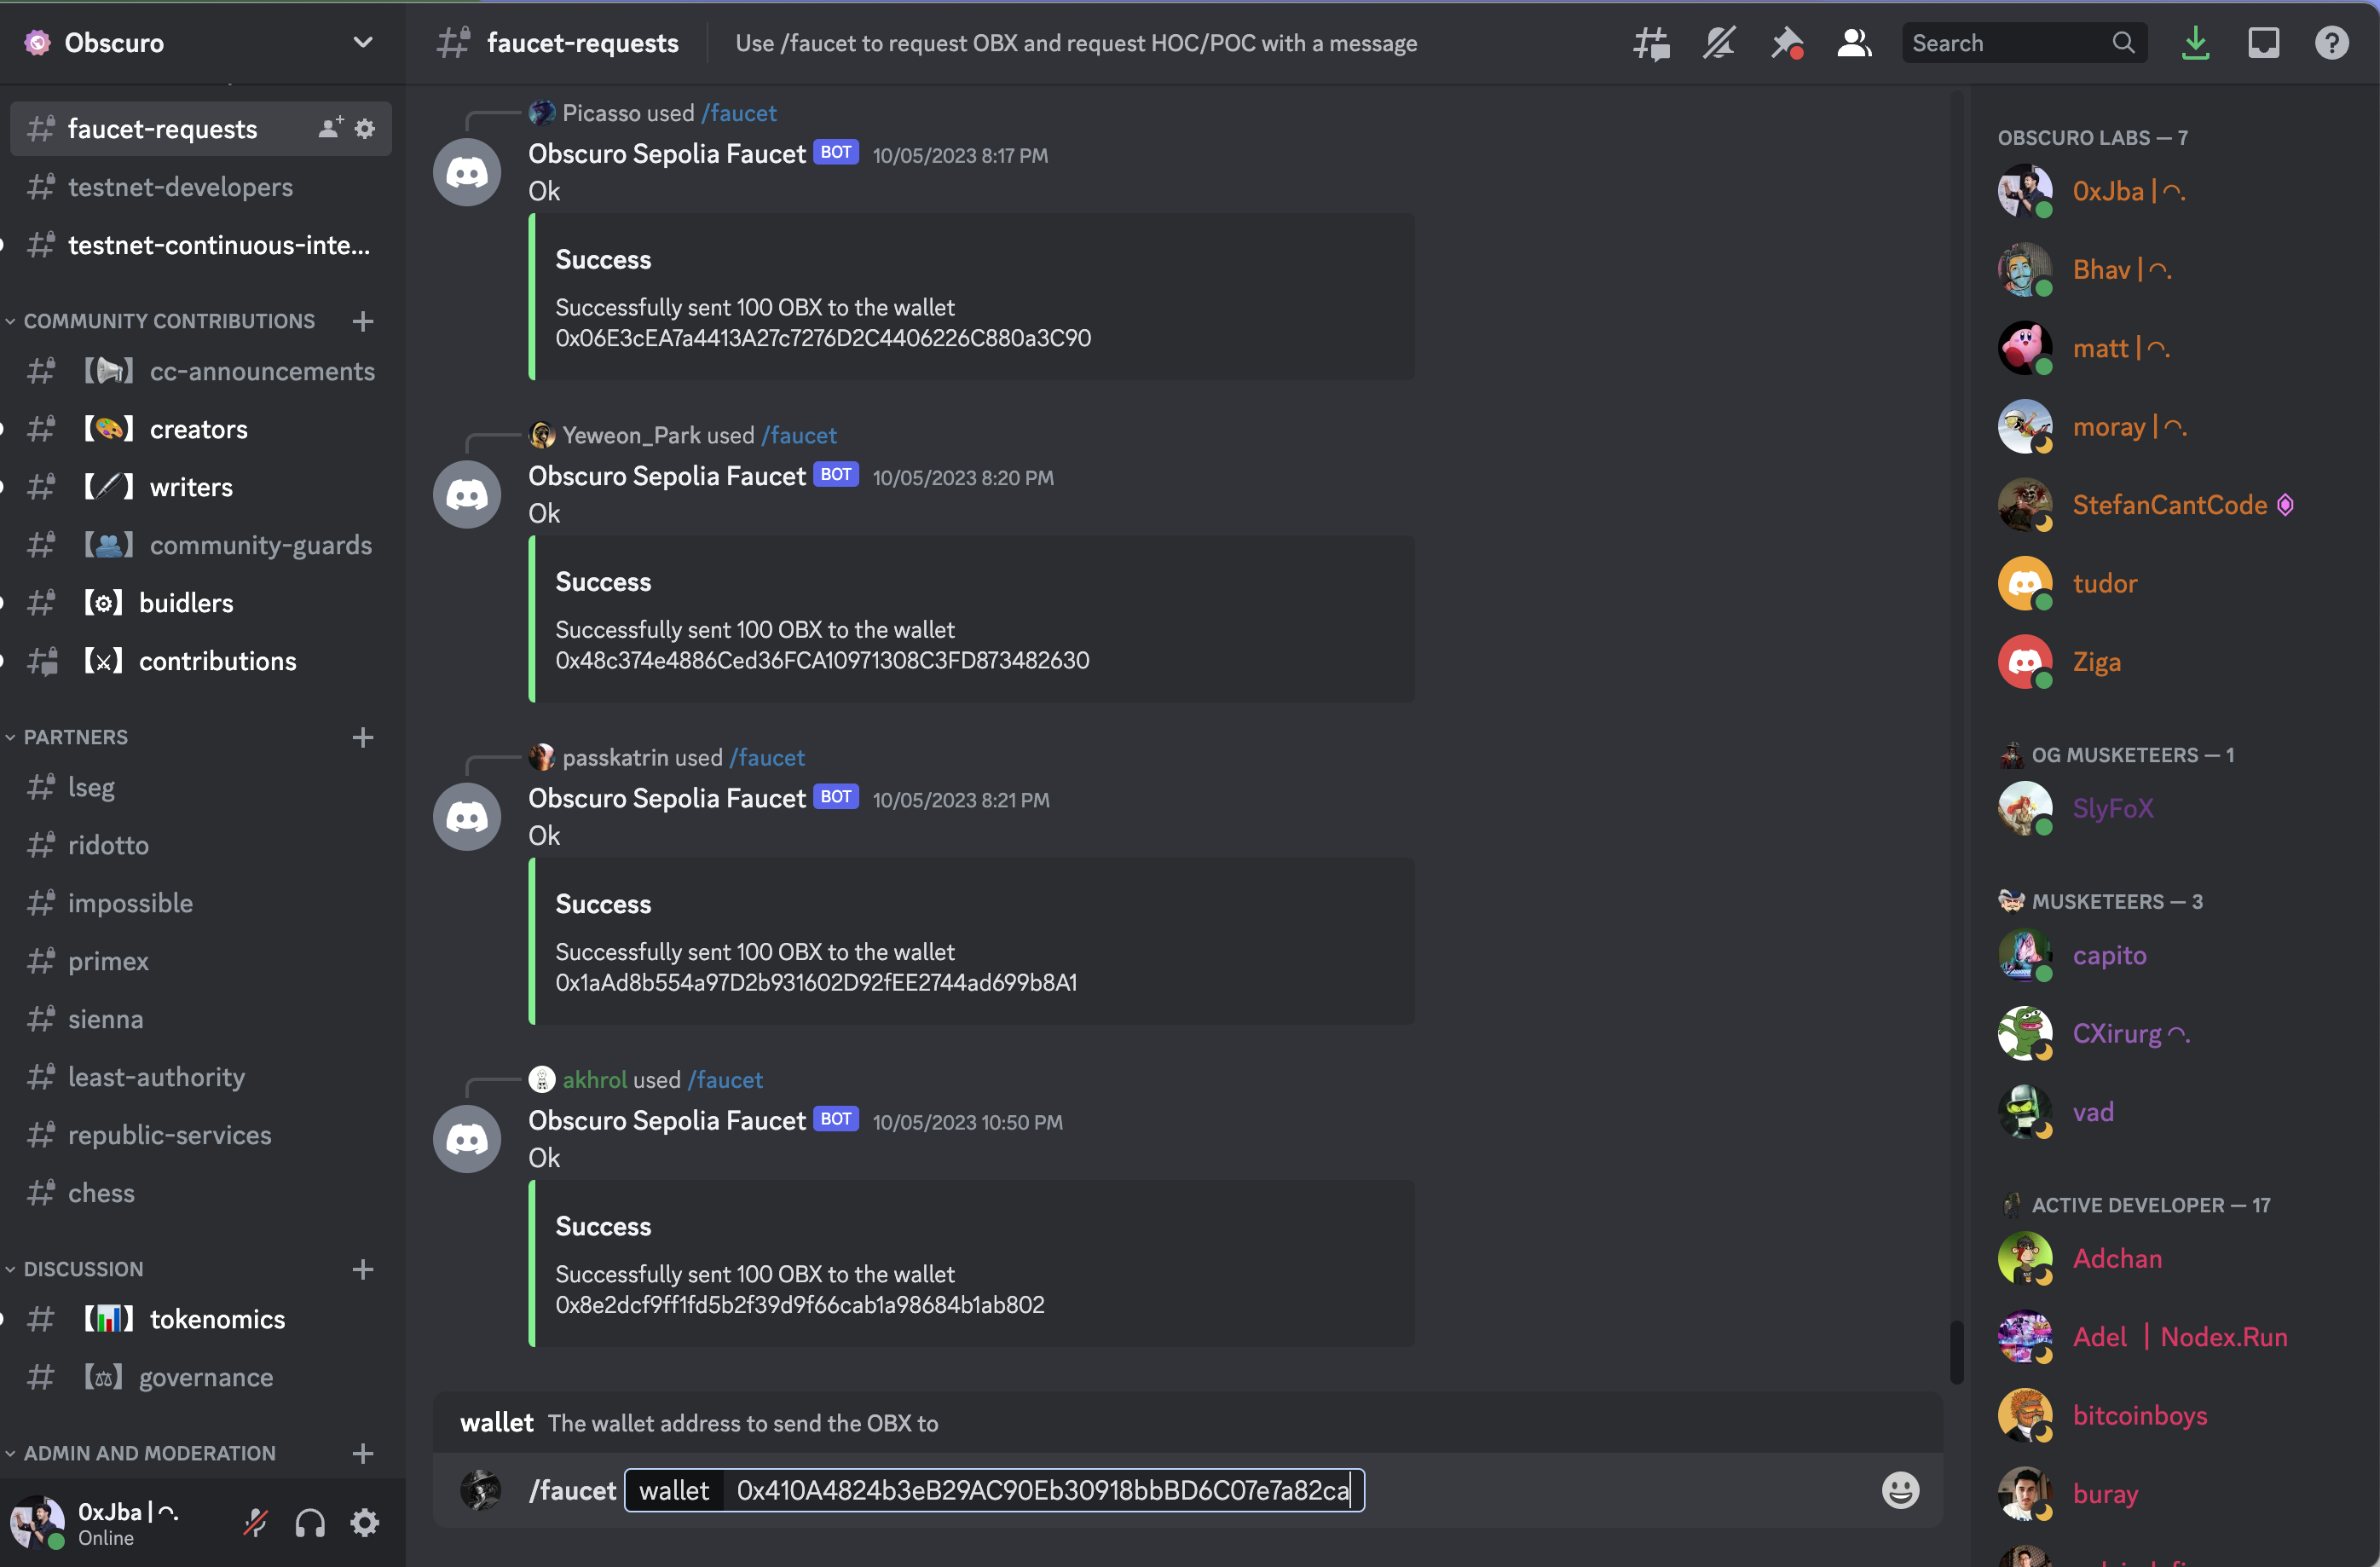 Obscuro
faucet-requests
testnet-developers
testnet-continuous-inte...
COMMUNITY CONTRIBUTIONS
【📢】 cc-announcements
【🎨】 creators
【🖊】 writers
【👥】 community-guards
【⚙】 buidlers
【⚔】 contributions
PARTNERS
lseg
ridotto
impossible
primex
sienna
least-authority
republic-services
chess
DISCUSSION
【📊】 tokenomics
【⚖】 governance
ADMIN AND MODERATION
0xJba | ◠.
Online
faucet-requests
Use /faucet to request OBX and request HOC/POC with a message
Search
Picasso used /faucet
Obscuro Sepolia Faucet BOT 10/05/2023 8:17 PM
Ok
Success
Successfully sent 100 OBX to the wallet
0x06E3cEA7a4413A27c7276D2C4406226C880a3C90
Yeweon_Park used /faucet
Obscuro Sepolia Faucet BOT 10/05/2023 8:20 PM
Ok
Success
Successfully sent 100 OBX to the wallet
0x48c374e4886Ced36FCA10971308C3FD873482630
passkatrin used /faucet
Obscuro Sepolia Faucet BOT 10/05/2023 8:21 PM
Ok
Success
Successfully sent 100 OBX to the wallet
0x1aAd8b554a97D2b931602D92fEE2744ad699b8A1
akhrol used /faucet
Obscuro Sepolia Faucet BOT 10/05/2023 10:50 PM
Ok
Success
Successfully sent 100 OBX to the wallet
0x8e2dcf9ff1fd5b2f39d9f66cab1a98684b1ab802
wallet The wallet address to send the OBX to
/faucet wallet 0x410A4824b3eB29AC90Eb30918bbBD6C07e7a82ca
OBSCURO LABS — 7
0xJba | ◠.
Bhav | ◠.
matt | ◠.
moray | ◠.
StefanCantCode
tudor
Ziga
OG MUSKETEERS — 1
SlyFoX
MUSKETEERS — 3
capito
CXirurg ◠.
vad
ACTIVE DEVELOPER — 17
Adchan
Adel | Nodex.Run
bitcoinboys
buray